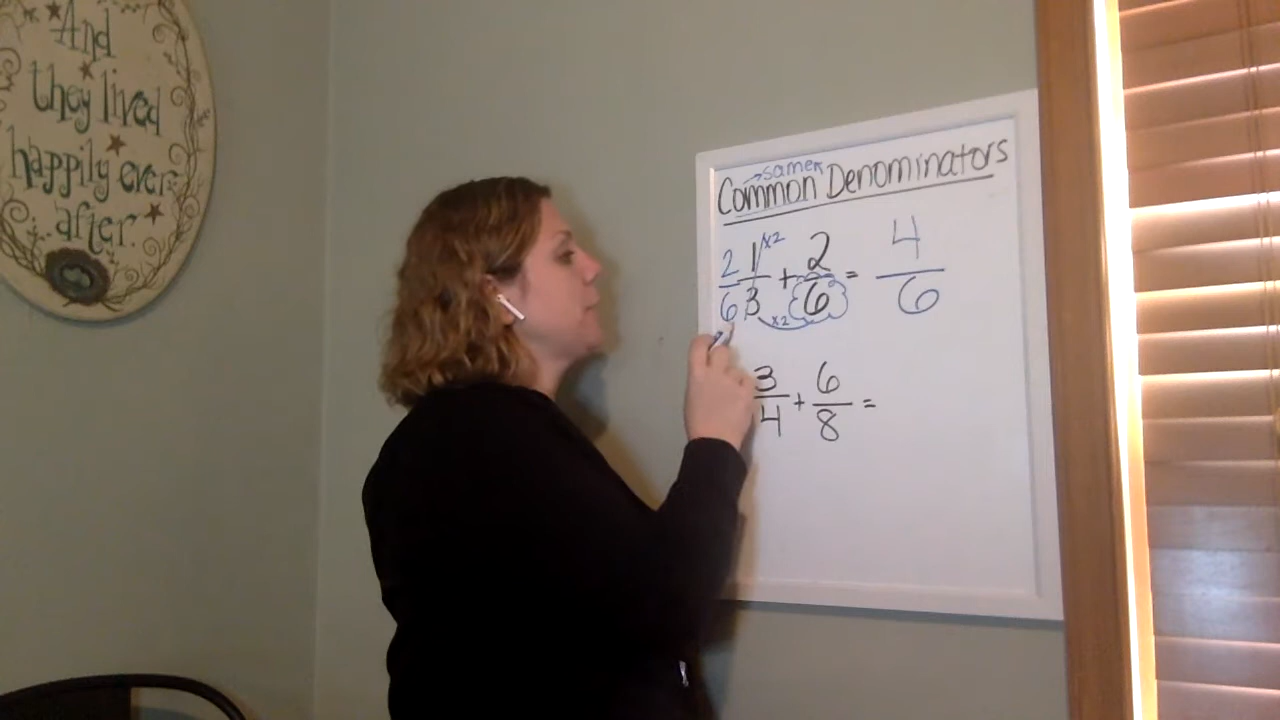 And
they lived
happily ever
after.
→same
Common Denominators
2/6 1/3 x2 + 2/6 = 4/6
x2
3/4 + 6/8 =